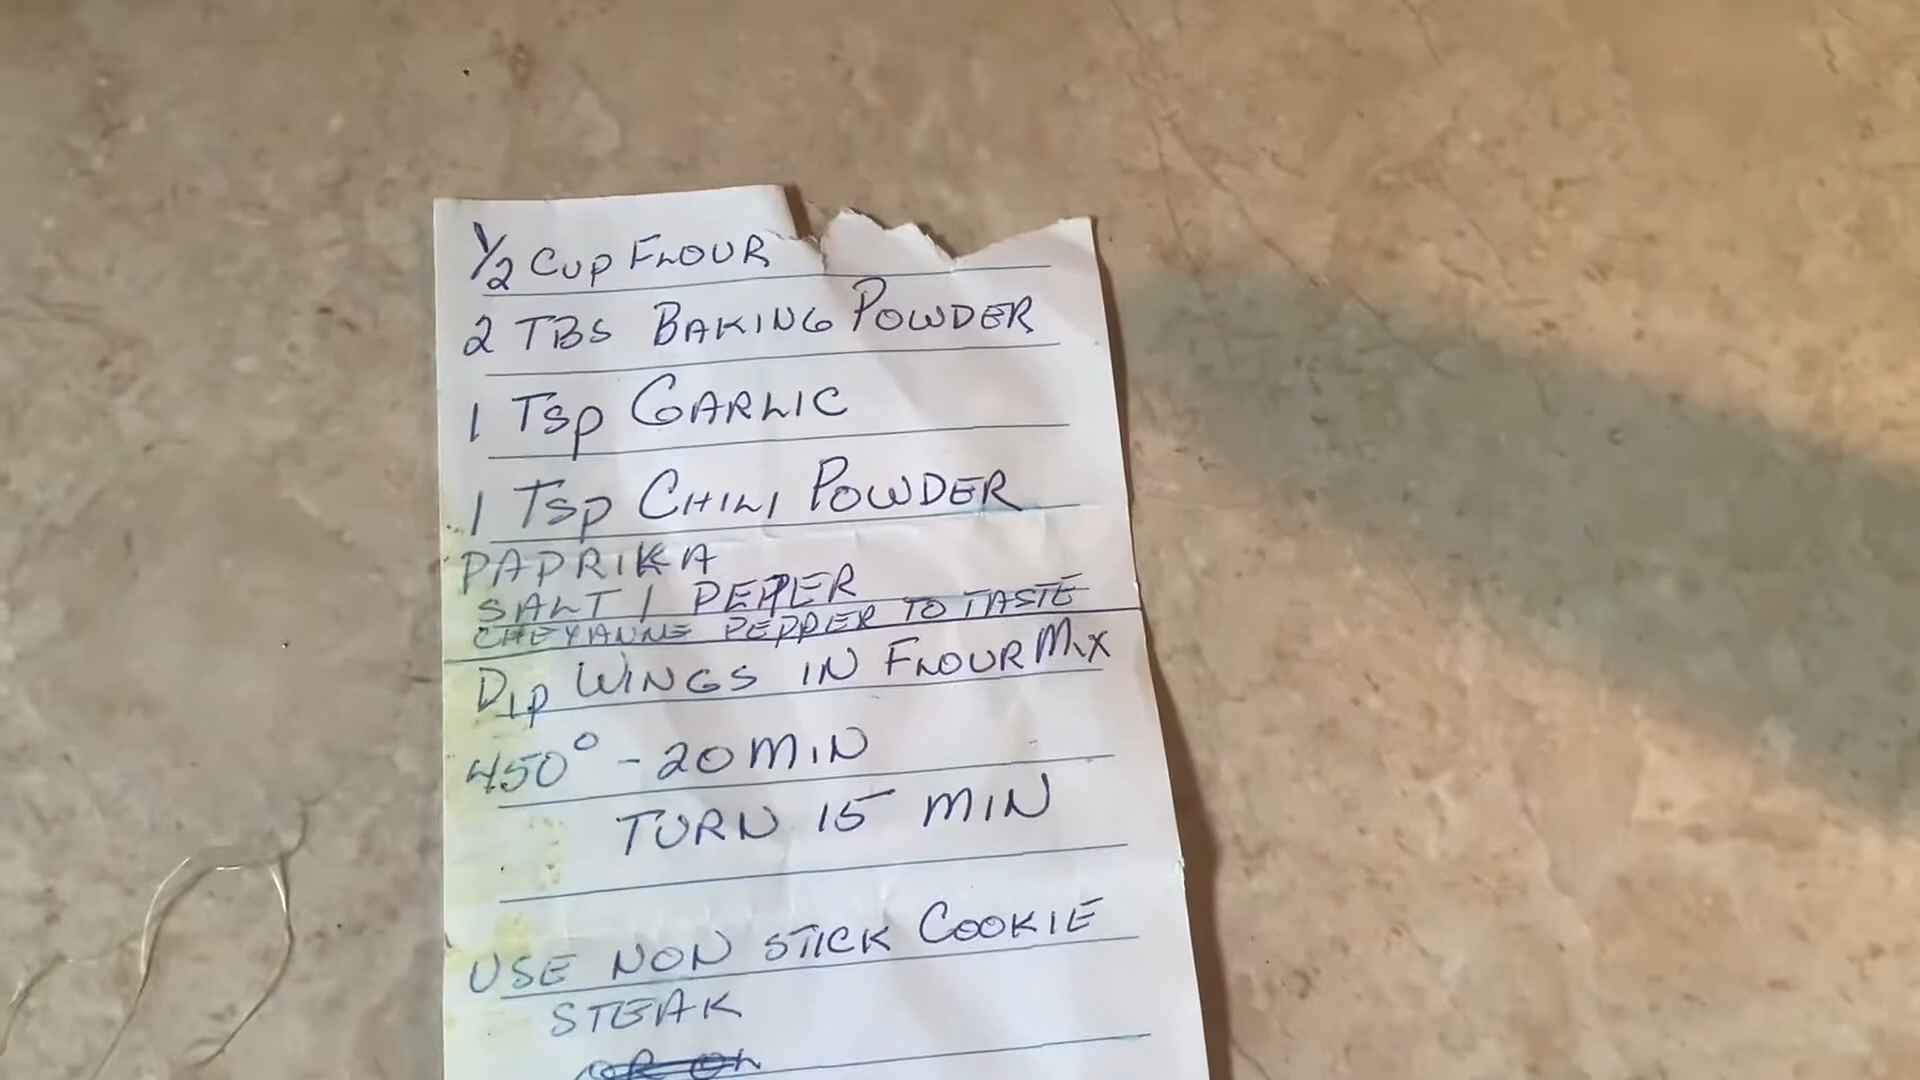 1/2 CUP FLOUR
2 TBS BAKING POWDER
1 TSP GARLIC
1 TSP CHILI POWDER
PAPRIKA
SALT / PEPPER
CHEYANNE PEPPER TO TASTE
DIP WINGS IN FLOUR MIX
450° - 20 MIN
TURN 15 MIN
USE NON STICK COOKIE
STEAK